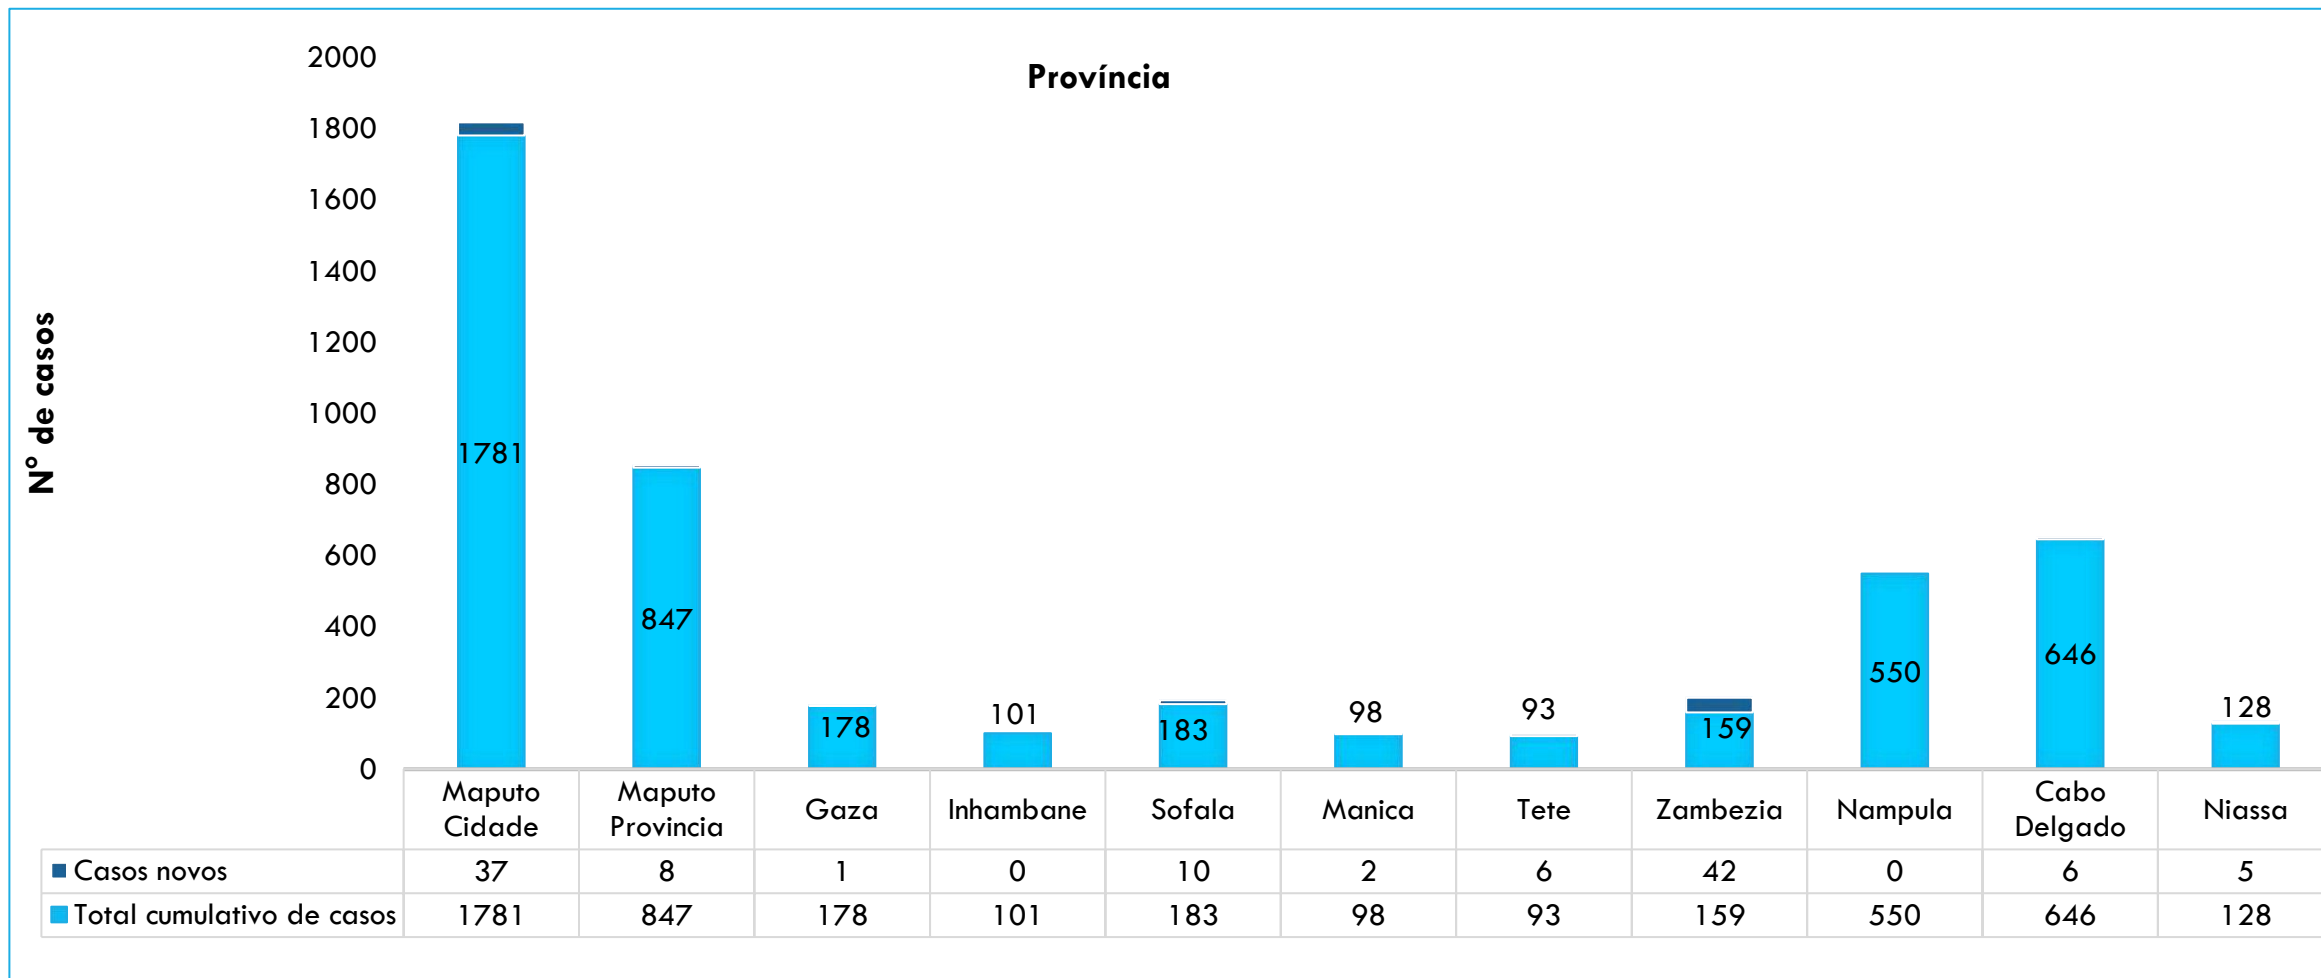 Província
2000
1800
1600
1400
1200
1000
800
600
400
200
0
Nº de casos
1781
847
178
101
183
98
93
159
550
646
128
Maputo Cidade
Maputo Provincia
Gaza
Inhambane
Sofala
Manica
Tete
Zambezia
Nampula
Cabo Delgado
Niassa
Casos novos 37 8 1 0 10 2 6 42 0 6 5
Total cumulativo de casos 1781 847 178 101 183 98 93 159 550 646 128